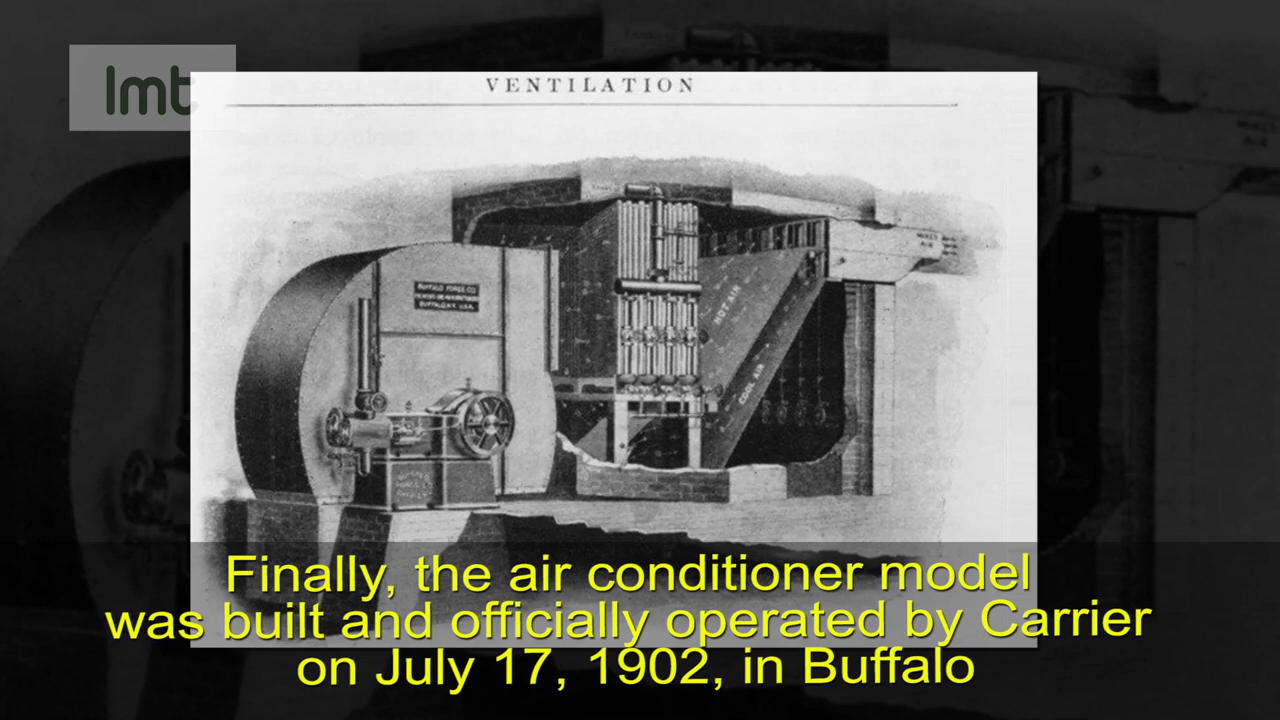 lmt
VENTILATION
BUFFALO FORGE CO.
BUFFALO, N.Y. U.S.A.
HOT AIR
COOL AIR
Finally, the air conditioner model
was built and officially operated by Carrier
on July 17, 1902, in Buffalo